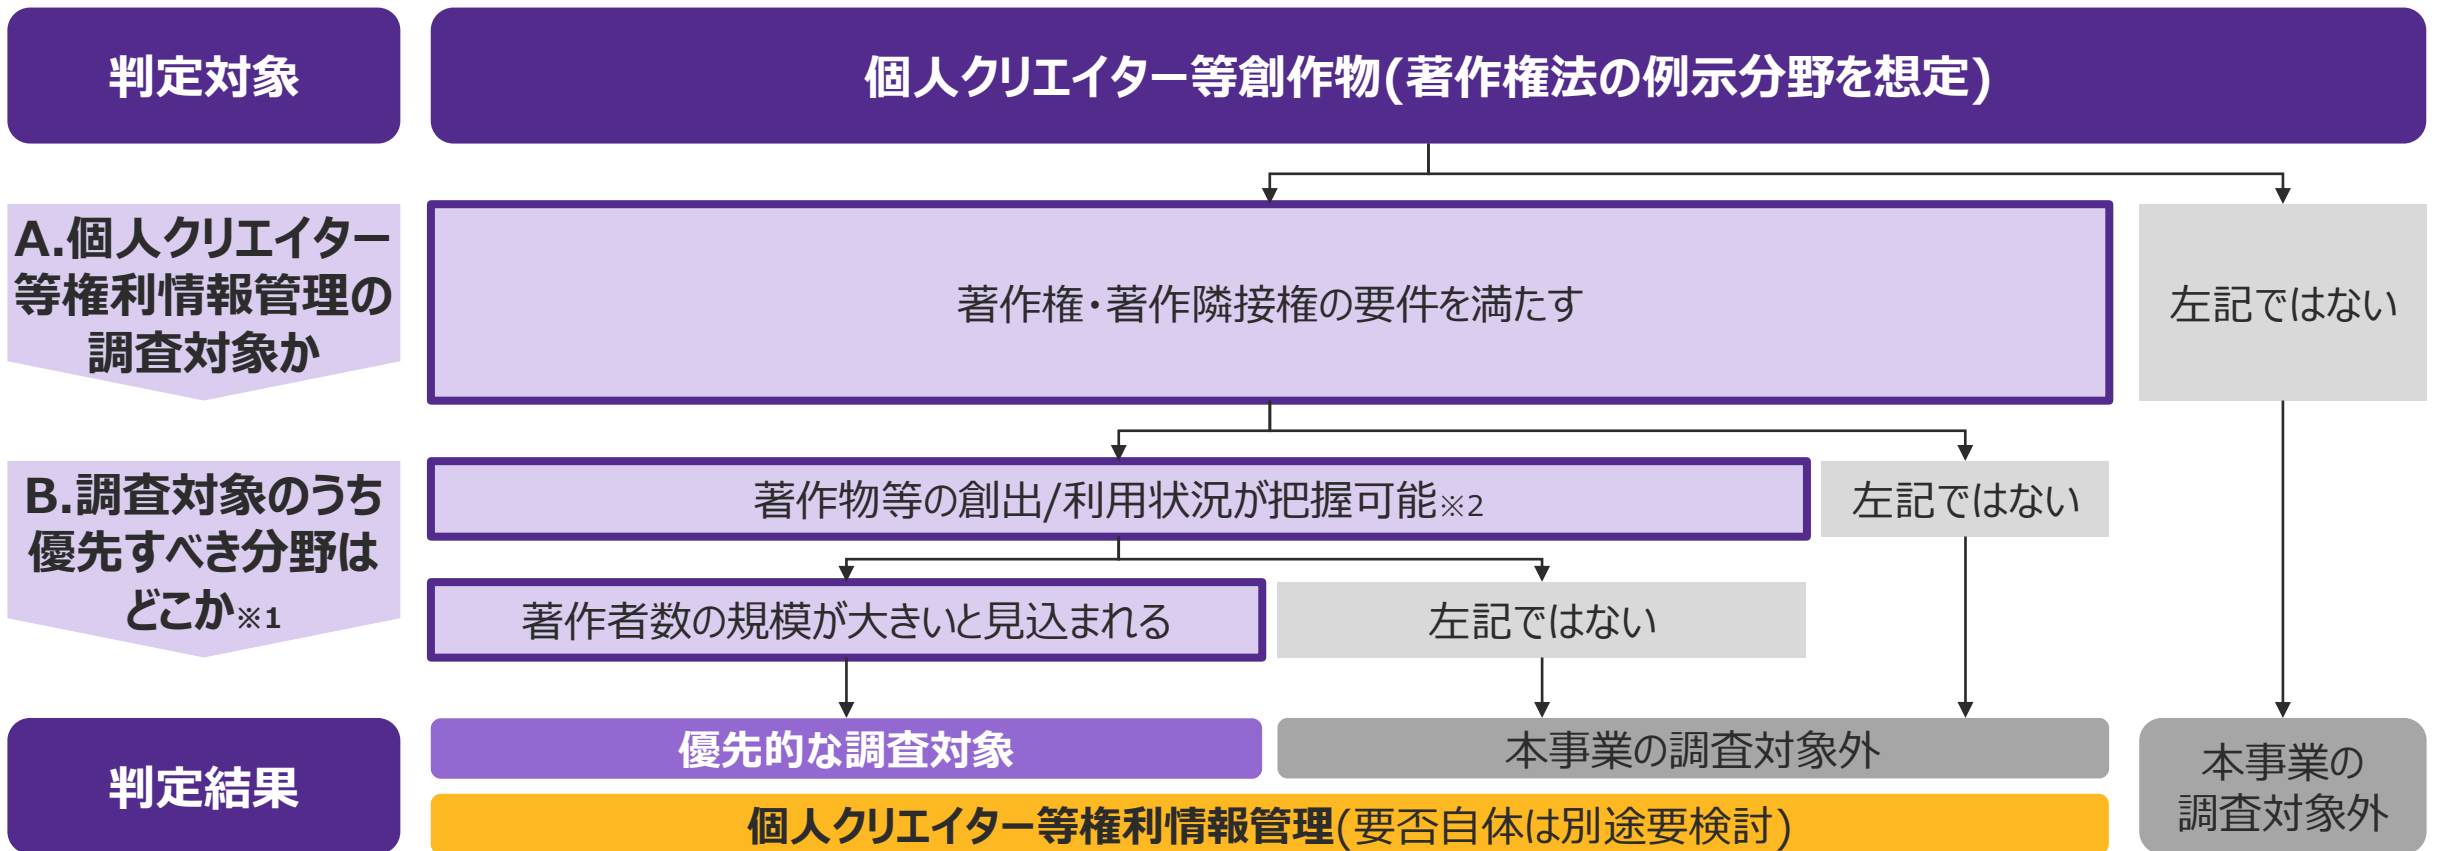 判定対象
個人クリエイター等創作物(著作権法の例示分野を想定)
A.個人クリエイター
等権利情報管理の
調査対象か
著作権・著作隣接権の要件を満たす
左記ではない
B.調査対象のうち
優先すべき分野は
どこか※1
著作物等の創出/利用状況が把握可能※2
左記ではない
著作者数の規模が大きいと見込まれる
左記ではない
判定結果
優先的な調査対象
本事業の調査対象外
個人クリエイター等権利情報管理(要否自体は別途要検討)
本事業の
調査対象外